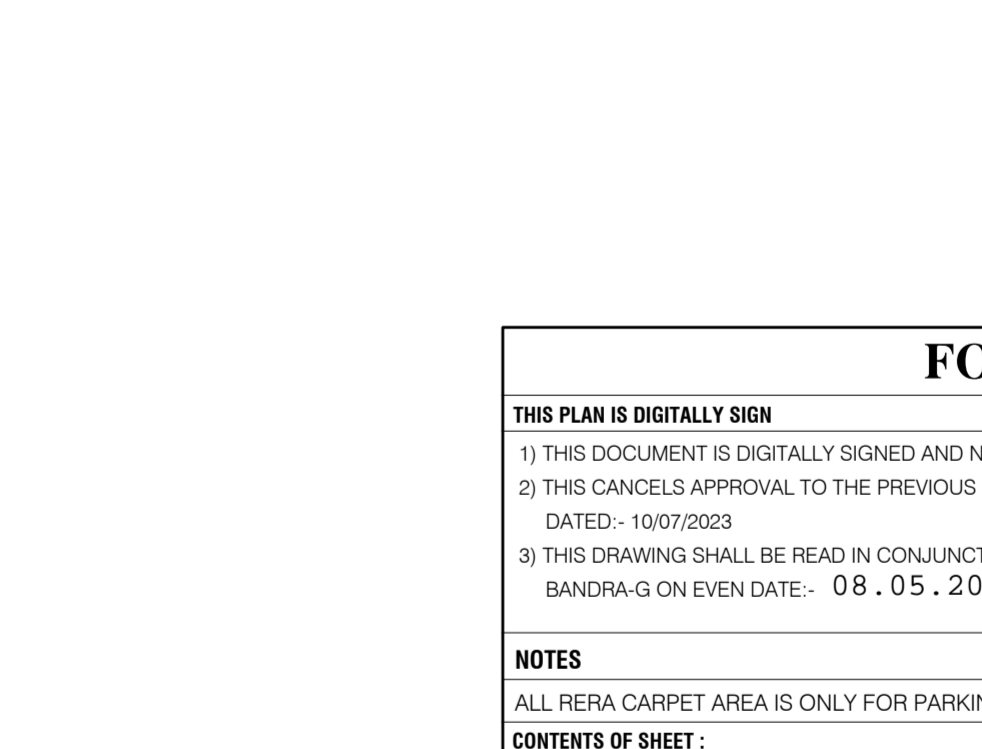 FO
THIS PLAN IS DIGITALLY SIGN
1) THIS DOCUMENT IS DIGITALLY SIGNED AND N
2) THIS CANCELS APPROVAL TO THE PREVIOUS
DATED:- 10/07/2023
3) THIS DRAWING SHALL BE READ IN CONJUNCT
BANDRA-G ON EVEN DATE:- 08.05.20
NOTES
ALL RERA CARPET AREA IS ONLY FOR PARKIN
CONTENTS OF SHEET :